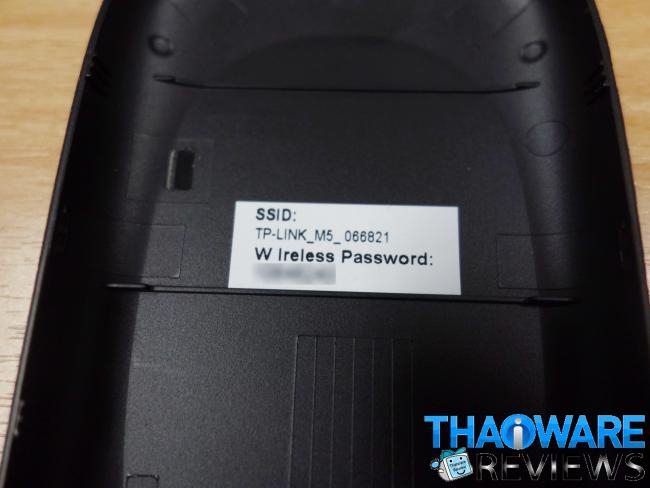 SSID:
TP-LINK_M5_ 066821
W ireless Password:
THAIWARE
REVIEWS